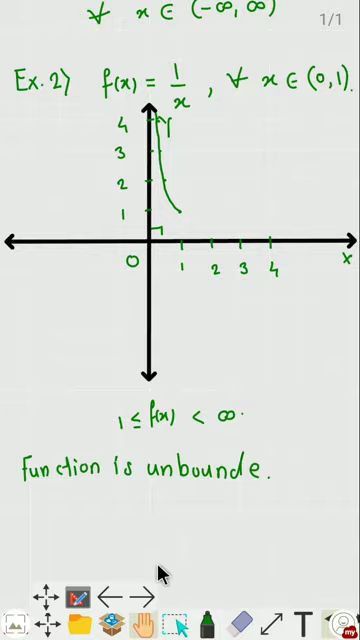 ∀ x ∈ (-∞, ∞)
1/1
Ex. 2) f(x) = 1/x , ∀ x ∈ (0, 1).
4
3
2
1
O 1 2 3 4 x
1 ≤ f(x) < ∞.
Function is unbounde.
T
my